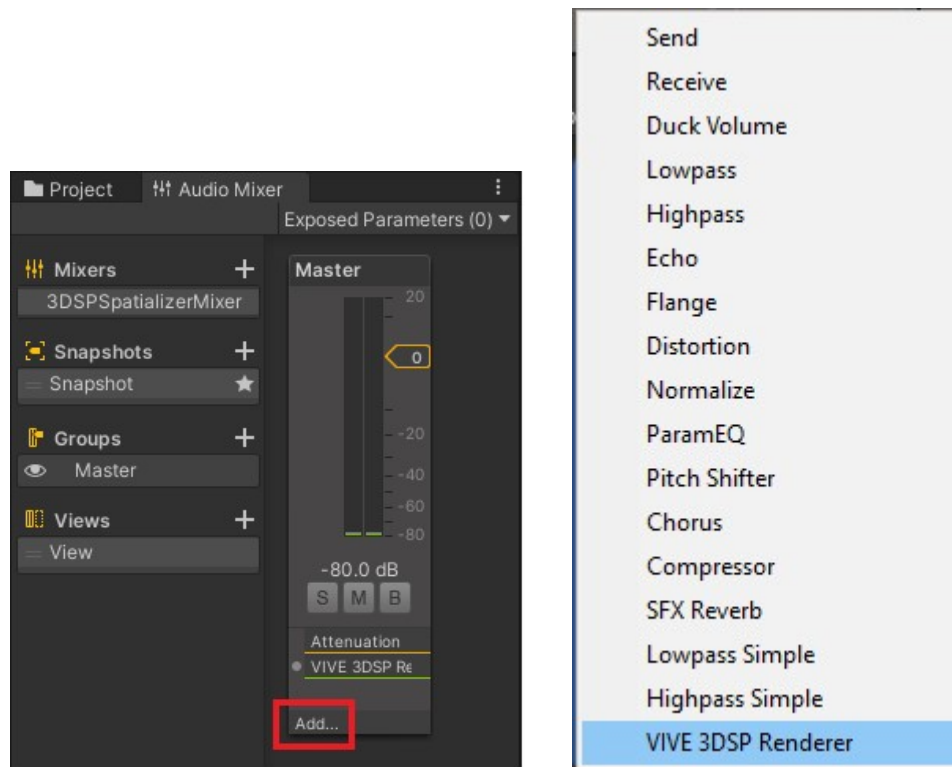 Project
Audio Mixer
Exposed Parameters (0)
Mixers
3DSPSpatializerMixer
Snapshots
Snapshot
Groups
Master
Views
View
Master
20
0
-20
-40
-60
-80
-80.0 dB
S M B
Attenuation
VIVE 3DSP Re
Add...
Send
Receive
Duck Volume
Lowpass
Highpass
Echo
Flange
Distortion
Normalize
ParamEQ
Pitch Shifter
Chorus
Compressor
SFX Reverb
Lowpass Simple
Highpass Simple
VIVE 3DSP Renderer